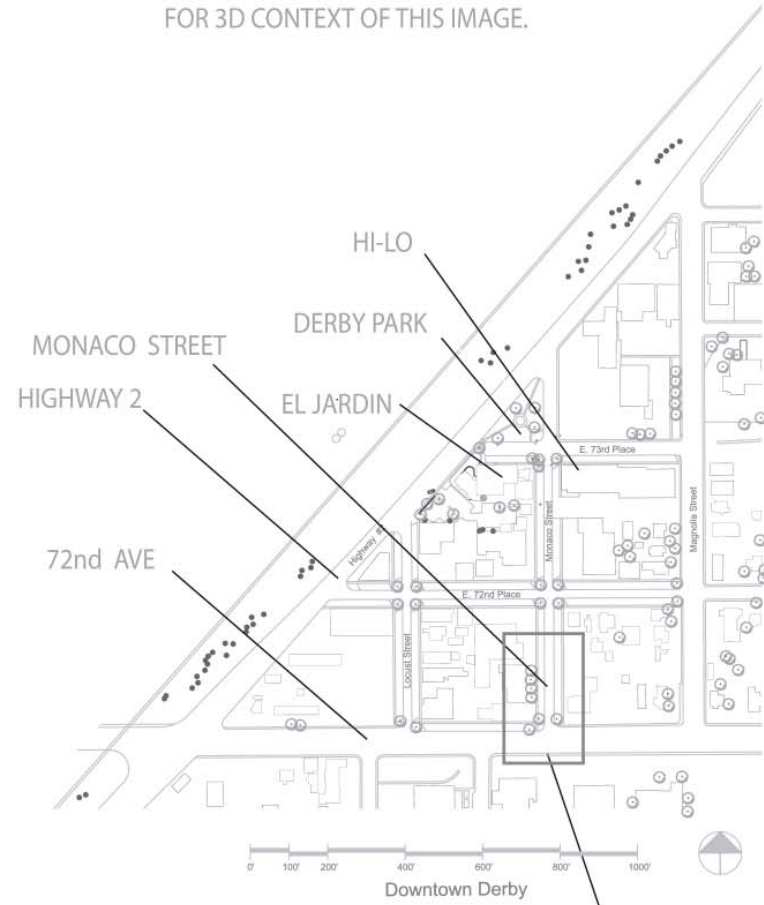 FOR 3D CONTEXT OF THIS IMAGE.
HI-LO
DERBY PARK
MONACO STREET
HIGHWAY 2
EL JARDIN
E. 73rd Place
Monaco Street
Magnolia Street
Highway #2
72nd AVE
E. 72nd Place
Locust Street
0' 100' 200' 400' 600' 800' 1000'
Downtown Derby